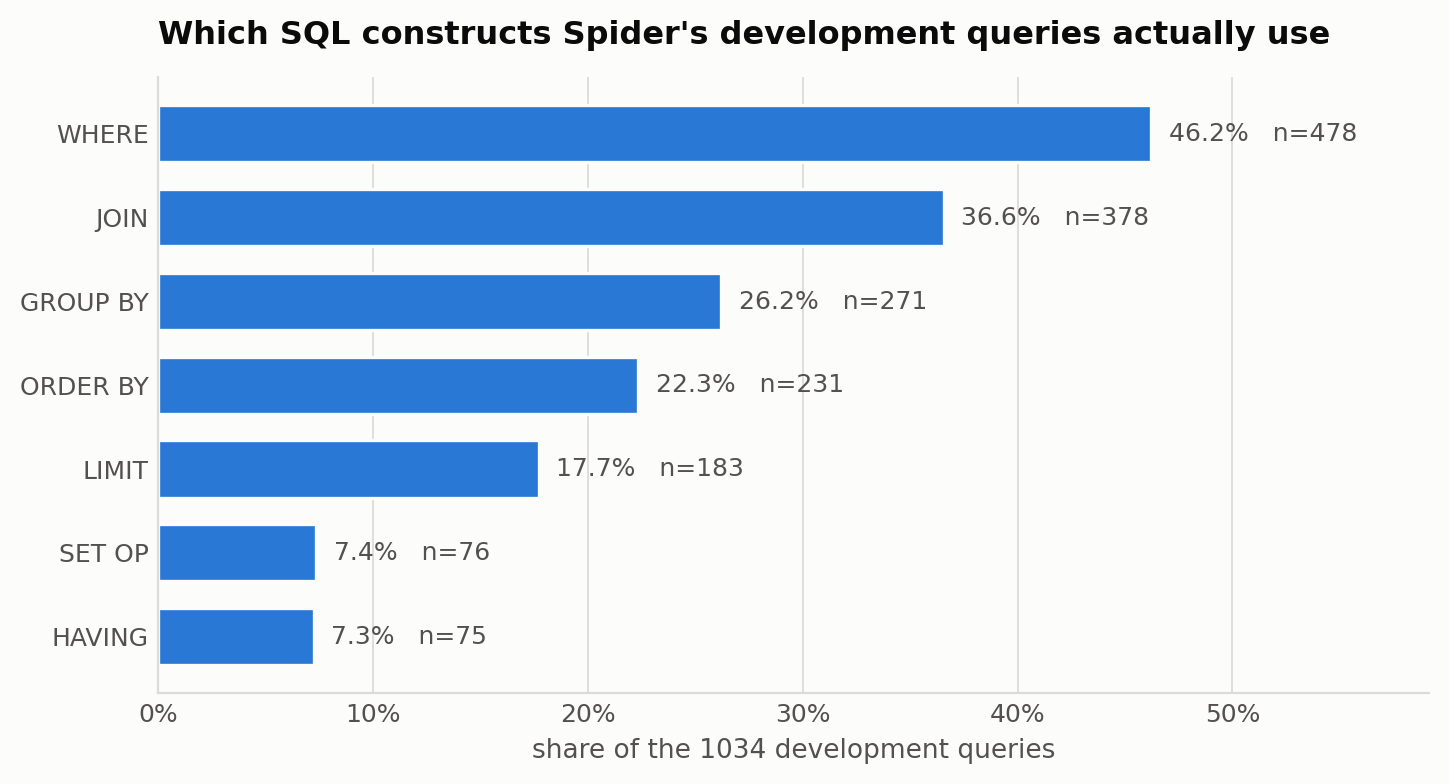 Which SQL constructs Spider's development queries actually use
WHERE 46.2% n=478
JOIN 36.6% n=378
GROUP BY 26.2% n=271
ORDER BY 22.3% n=231
LIMIT 17.7% n=183
SET OP 7.4% n=76
HAVING 7.3% n=75
0% 10% 20% 30% 40% 50%
share of the 1034 development queries